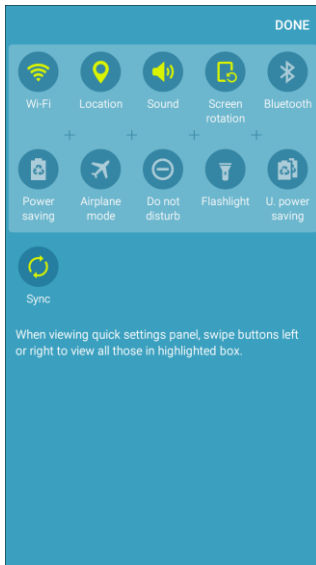 DONE
Wi-Fi Location Sound Screen rotation Bluetooth
Power saving Airplane mode Do not disturb Flashlight U. power saving
Sync
When viewing quick settings panel, swipe buttons left
or right to view all those in highlighted box.